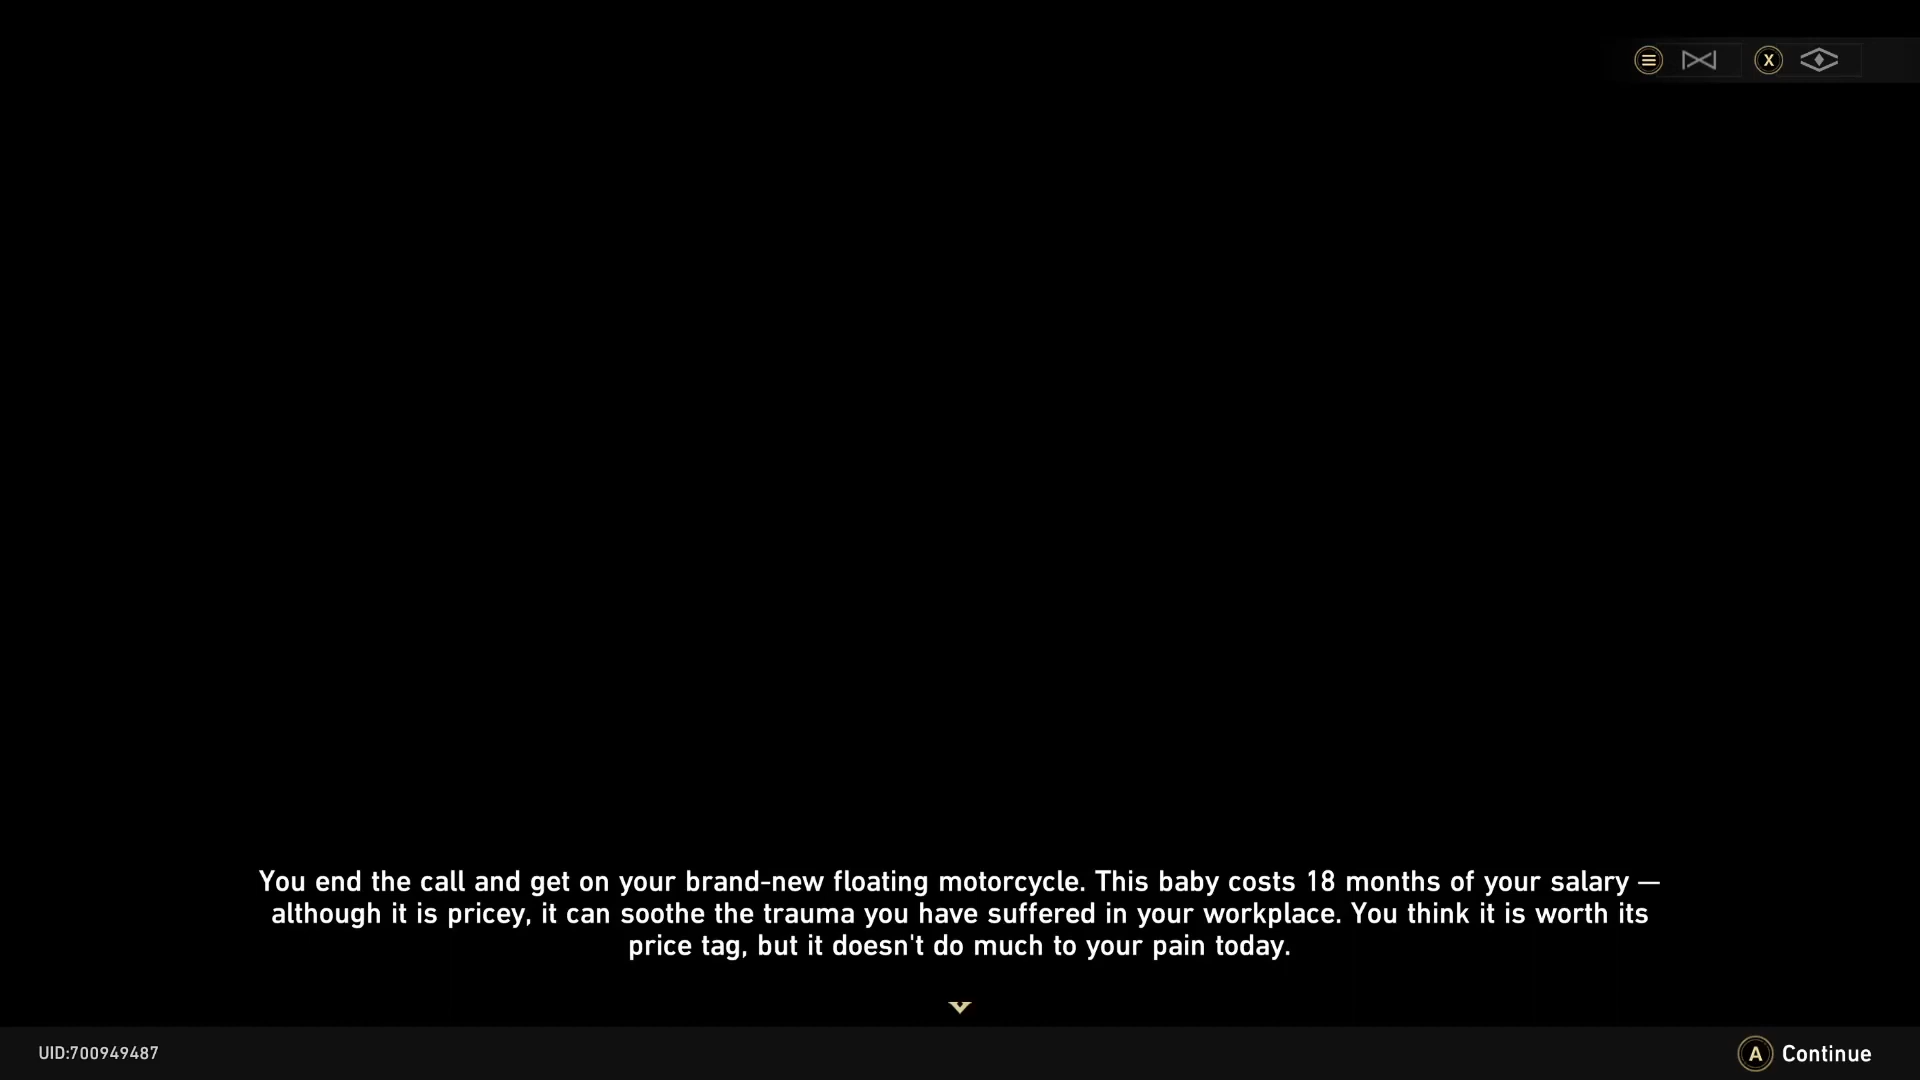 X
You end the call and get on your brand-new floating motorcycle. This baby costs 18 months of your salary —
although it is pricey, it can soothe the trauma you have suffered in your workplace. You think it is worth its
price tag, but it doesn't do much to your pain today.
UID:700949487
A Continue